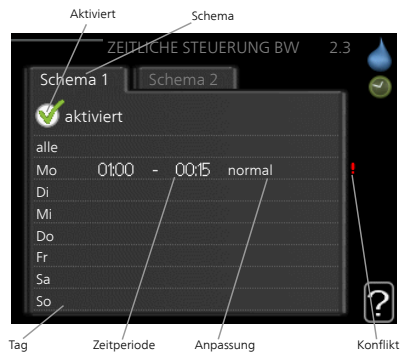 Aktiviert Schema
ZEITLICHE STEUERUNG BW 2.3
Schema 1 Schema 2
aktiviert
alle
Mo 01:00 - 00:15 normal !
Di
Mi
Do
Fr
Sa
So
?
Tag Zeitperiode Anpassung Konflikt